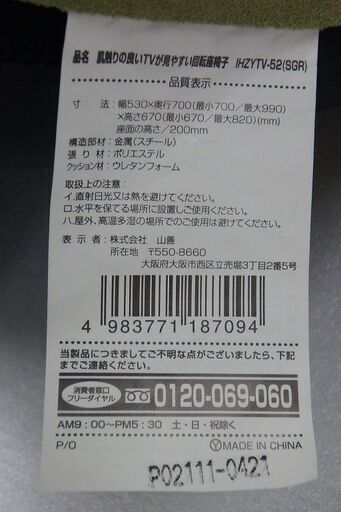 品名 肌触りの良いTVが見やすい回転座椅子 IHZYTV-52(SGR)
品質表示
寸 法：幅530×奥行700（最小700／最大990）
×高さ670（最小670／最大820）(mm)
座面の高さ／200mm
構造部材：金属（スチール）
張り材：ポリエステル
クッション材：ウレタンフォーム
取扱上の注意：
イ.直射日光又は熱を避けてください。
ロ.水平を保てる場所に設置しご使用ください。
ハ.屋外、高温多湿の場所でのご使用は避けてください。
表 示 者：株式会社 山善
所在地 〒550-8660
大阪府大阪市西区立売堀3丁目2番5号
4 983771 187094
当製品につきましてご不明な点がございましたら、下記
までご連絡ください。
消費者窓口
フリーダイヤル 0120-069-060
AM9：00〜PM5：30 土・日・祝除く
P/O ⓎMADE IN CHINA
P02111-0421